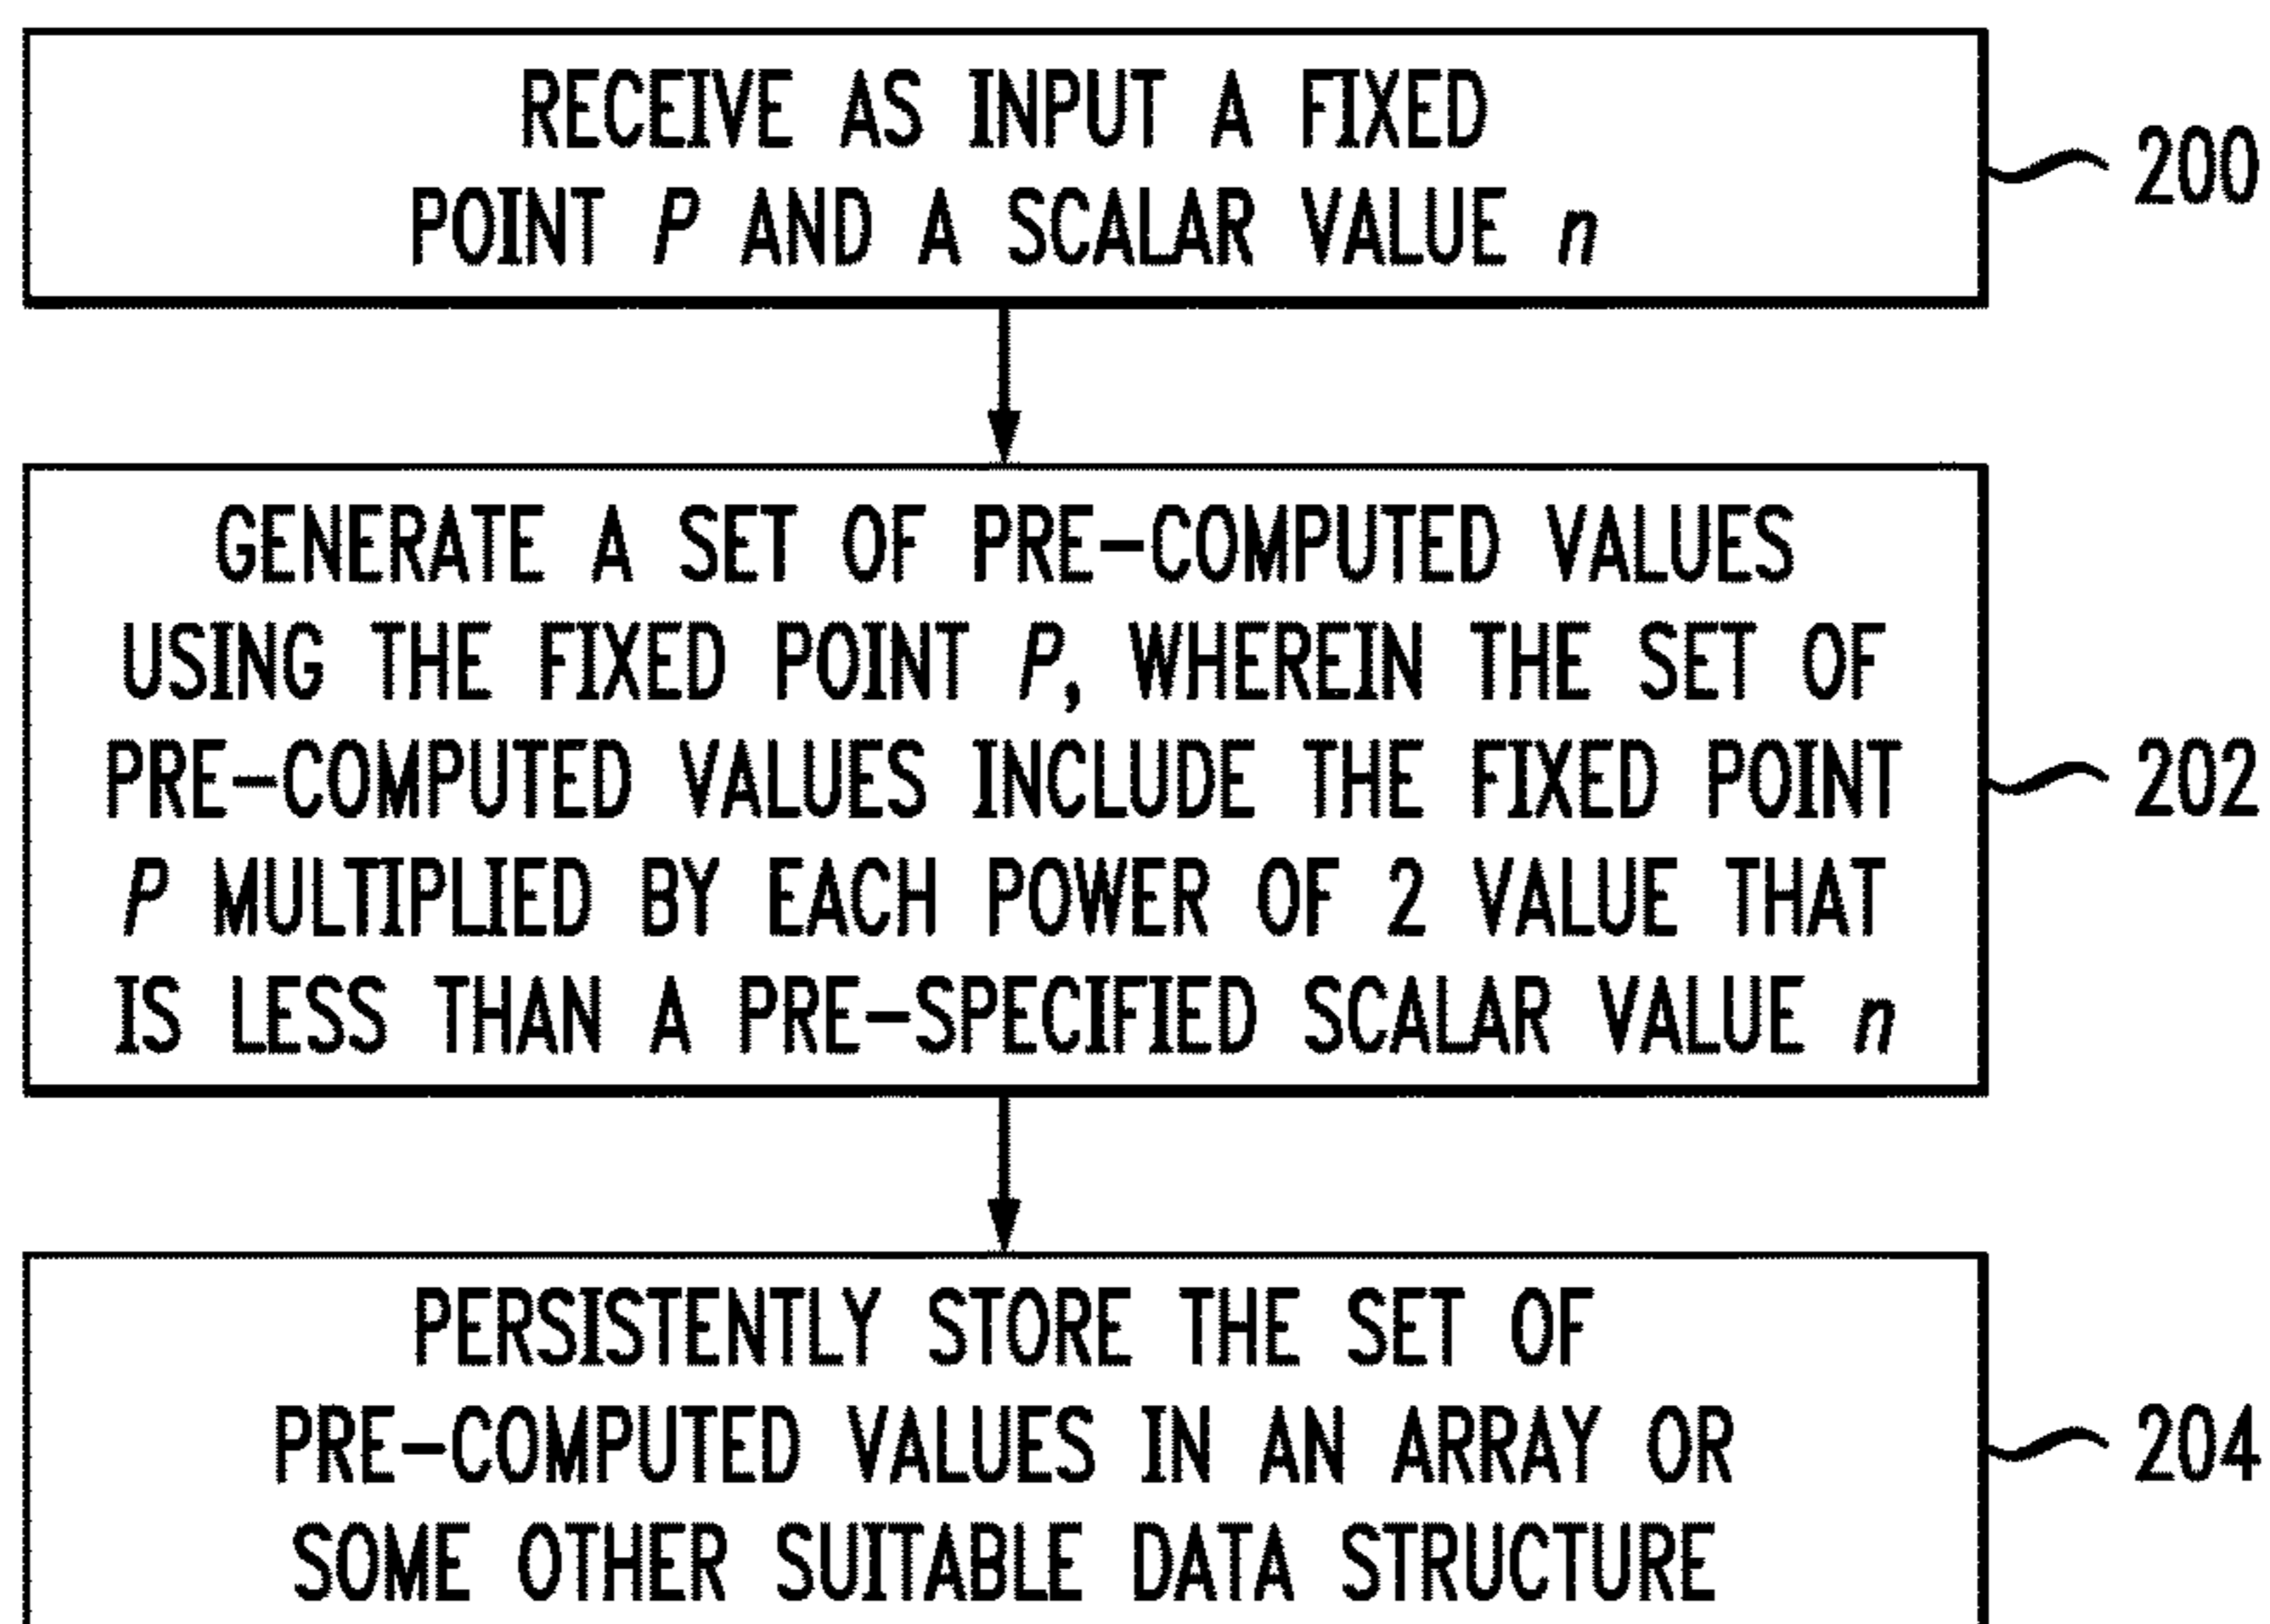 RECEIVE AS INPUT A FIXED
POINT P AND A SCALAR VALUE n
200
GENERATE A SET OF PRE-COMPUTED VALUES
USING THE FIXED POINT P, WHEREIN THE SET OF
PRE-COMPUTED VALUES INCLUDE THE FIXED POINT
P MULTIPLIED BY EACH POWER OF 2 VALUE THAT
IS LESS THAN A PRE-SPECIFIED SCALAR VALUE n
202
PERSISTENTLY STORE THE SET OF
PRE-COMPUTED VALUES IN AN ARRAY OR
SOME OTHER SUITABLE DATA STRUCTURE
204